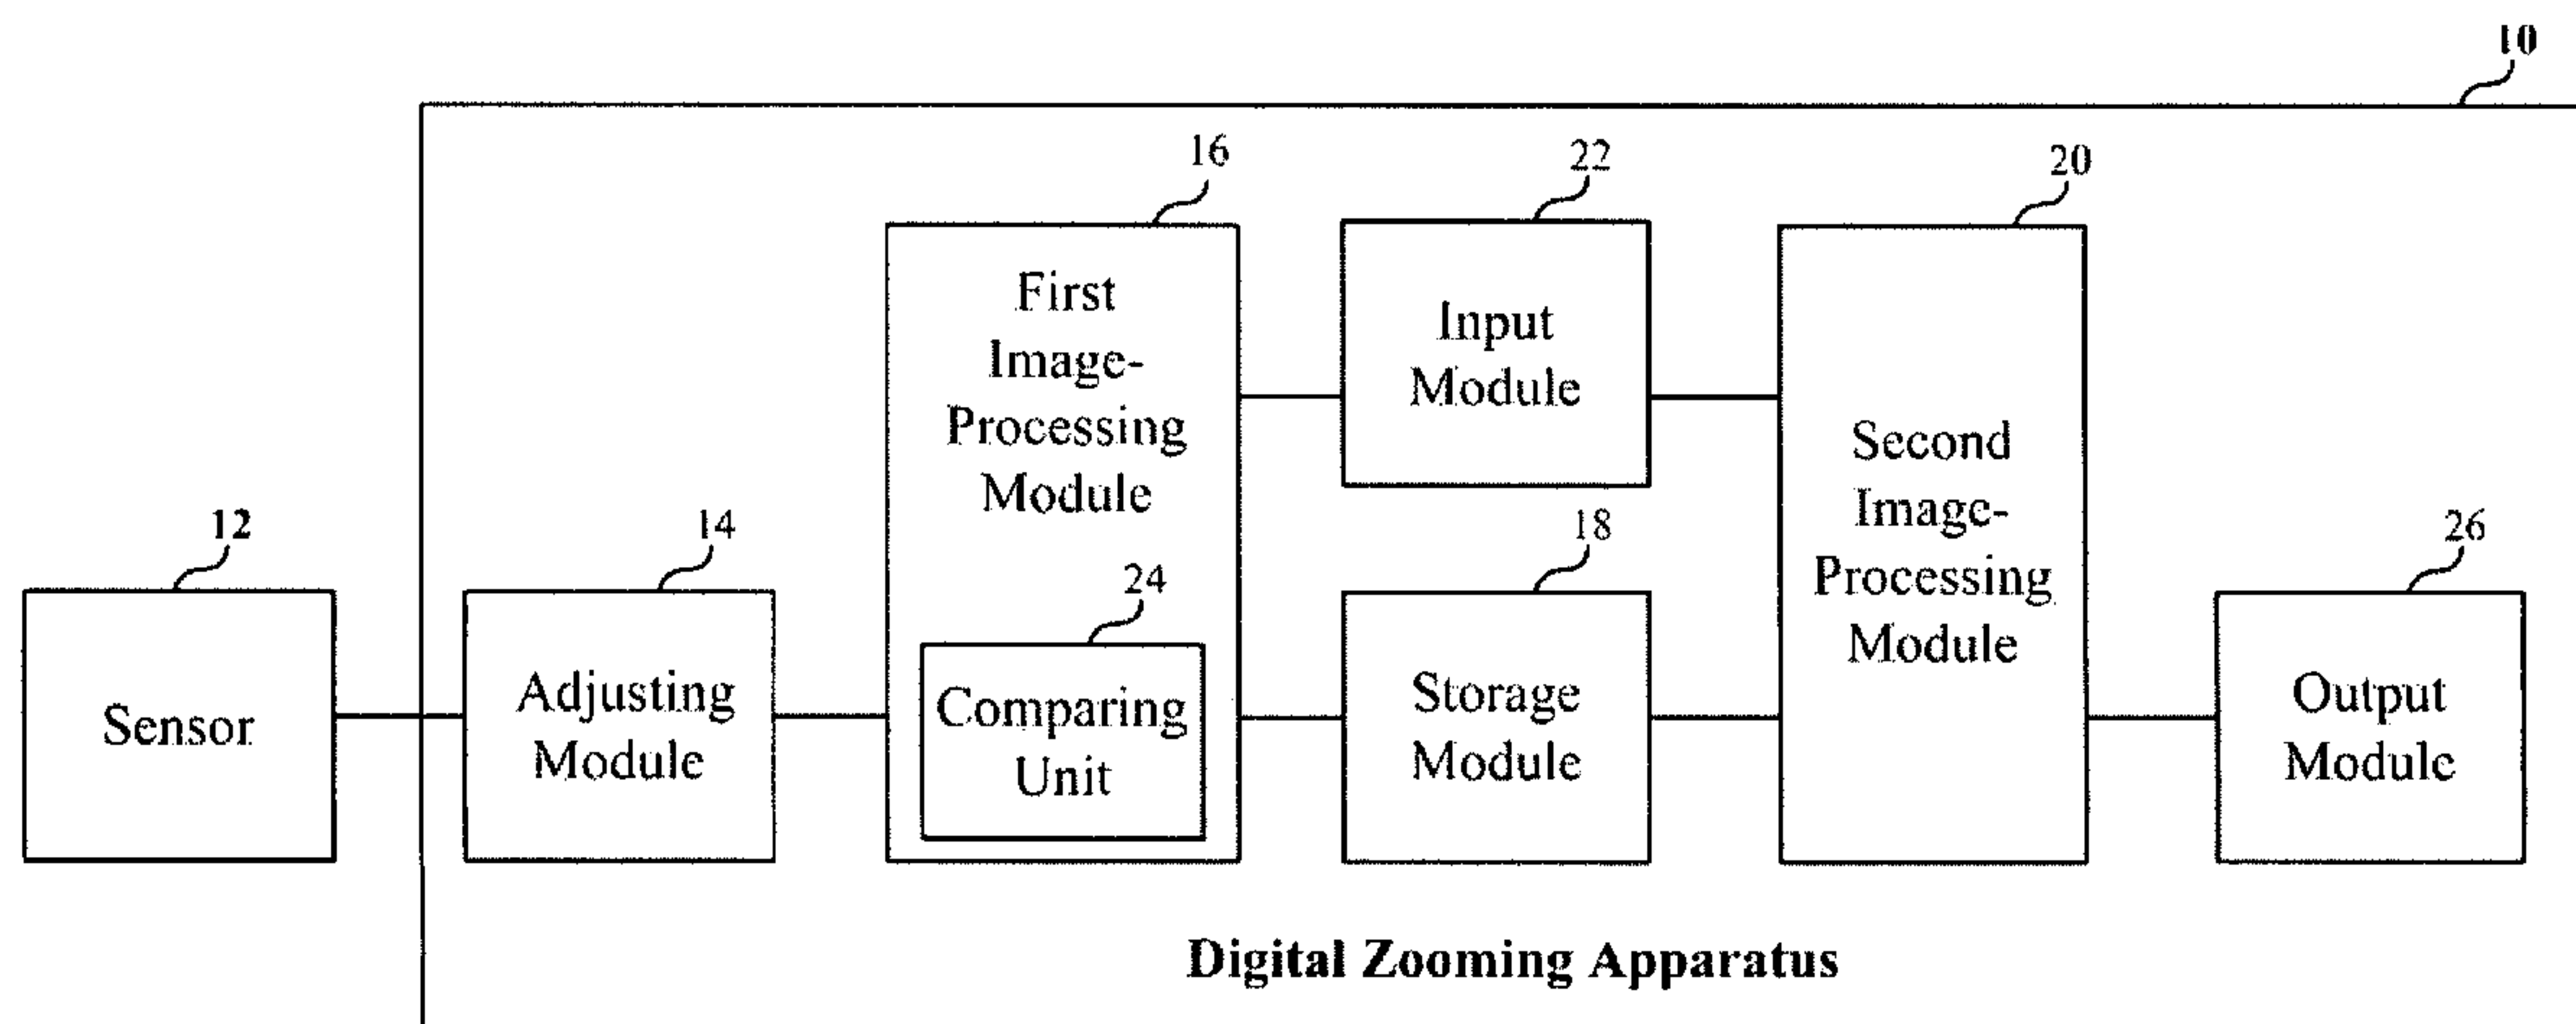 10
16
22
20
First
Image-
Processing
Module
Input
Module
Second
Image-
Processing
Module
12
14
24
18
26
Sensor
Adjusting
Module
Comparing
Unit
Storage
Module
Output
Module
Digital Zooming Apparatus